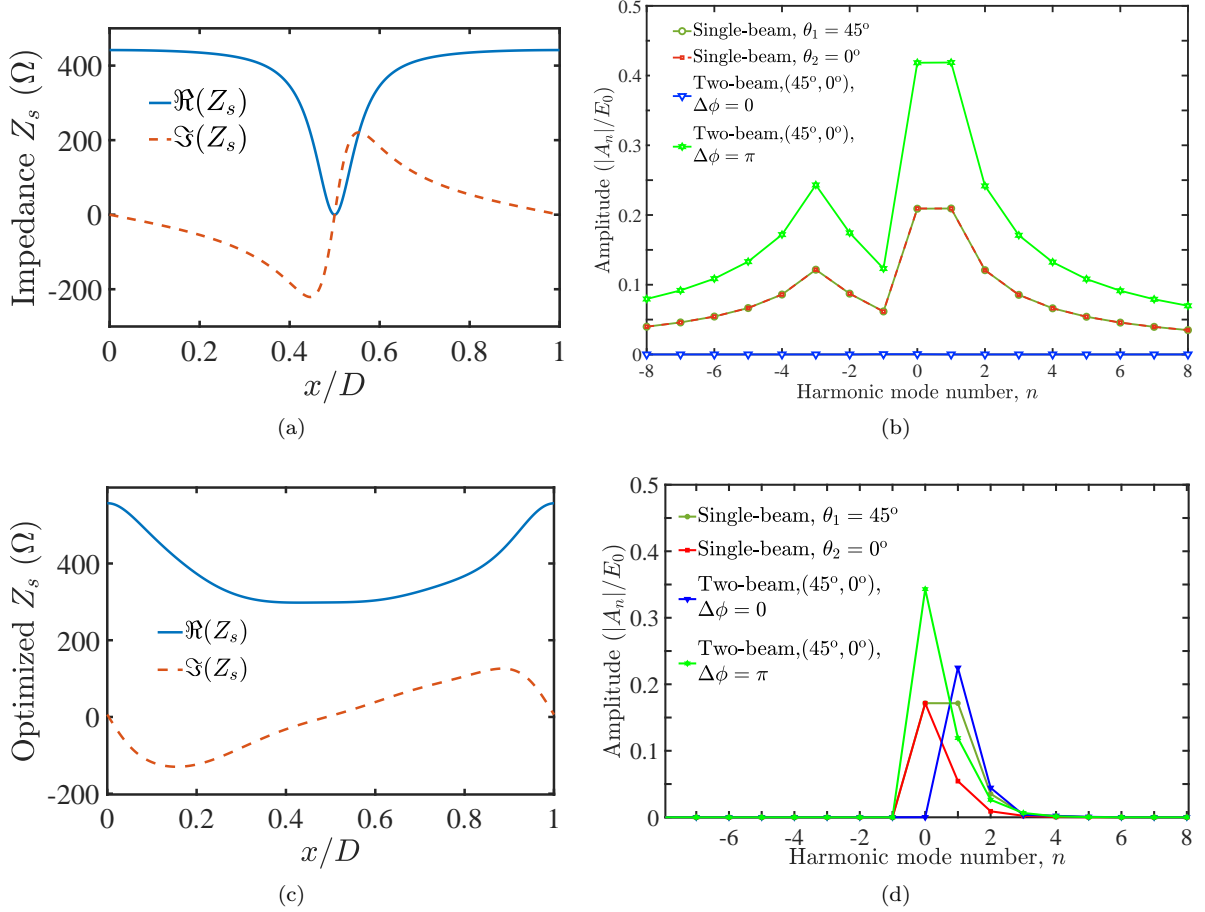 Impedance Z_s (Ω)
400
200
0
-200
ℜ(Z_s)
ℑ(Z_s)
0 0.2 0.4 0.6 0.8 1
x/D
(a)
Amplitude (|A_n|/E_0)
0.5
0.4
0.3
0.2
0.1
0
Single-beam, θ_1 = 45°
Single-beam, θ_2 = 0°
Two-beam,(45°, 0°),
Δϕ = 0
Two-beam,(45°, 0°),
Δϕ = π
-8 -6 -4 -2 0 2 4 6 8
Harmonic mode number, n
(b)
Optimized Z_s (Ω)
400
200
0
-200
ℜ(Z_s)
ℑ(Z_s)
0 0.2 0.4 0.6 0.8 1
x/D
(c)
Amplitude (|A_n|/E_0)
0.5
0.4
0.3
0.2
0.1
0
Single-beam, θ_1 = 45°
Single-beam, θ_2 = 0°
Two-beam,(45°, 0°),
Δϕ = 0
Two-beam,(45°, 0°),
Δϕ = π
-6 -4 -2 0 2 4 6 8
Harmonic mode number, n
(d)